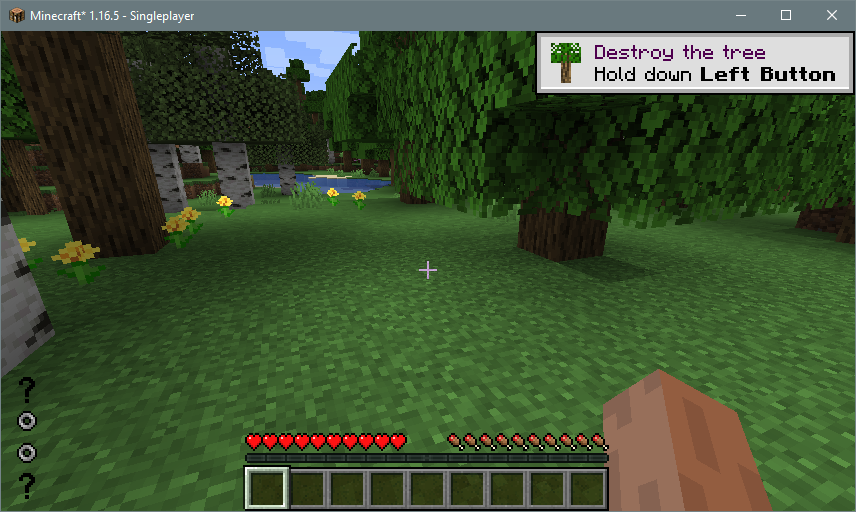 Minecraft* 1.16.5 - Singleplayer
Destroy the tree
Hold down Left Button
?
?